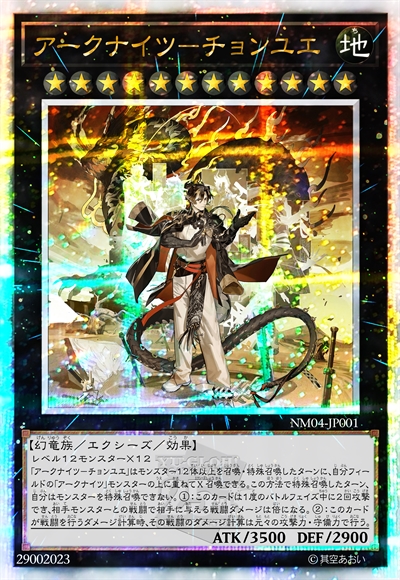 アークナイツーチョンユエ
地
NM04-JP001
【幻竜族／エクシーズ／効果】
レベル12モンスター×12
「アークナイツーチョンユエ」はモンスター12体以上を召喚・特殊召喚したターンに、自分フィール
ドの「アークナイツ」モンスターの上に重ねてX召喚できる。この方法で特殊召喚したターン、
自分はモンスターを特殊召喚できない。①：このカードは1度のバトルフェイズ中に2回攻撃
でき、相手モンスターとの戦闘で相手に与える戦闘ダメージは倍になる。②：このカード
が戦闘を行うダメージ計算時、その戦闘のダメージ計算は元々の攻撃力・守備力で行う。
ATK/3500 DEF/2900
29002023
©其空あおい